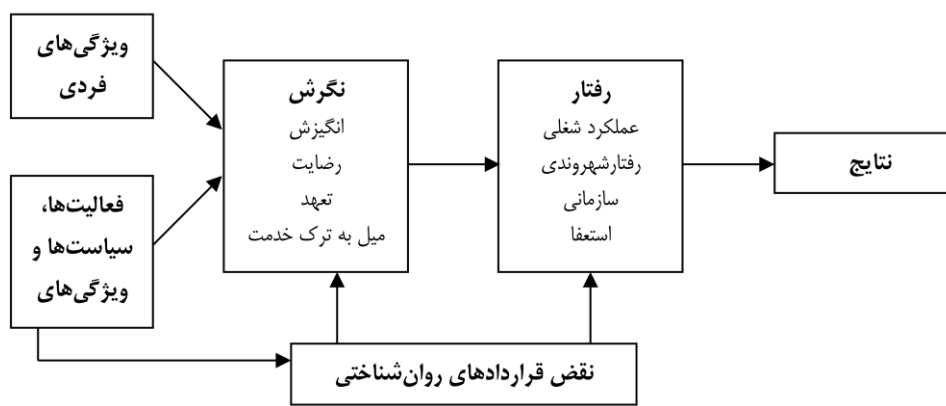 ویژگی‌های
فردی
فعالیت‌ها،
سیاست‌ها و
ویژگی‌های
نگرش
انگیزش
رضایت
تعهد
میل به ترک خدمت
رفتار
عملکرد شغلی
رفتارشهروندی
سازمانی
استعفا
نتایج
نقض قراردادهای روان‌شناختی